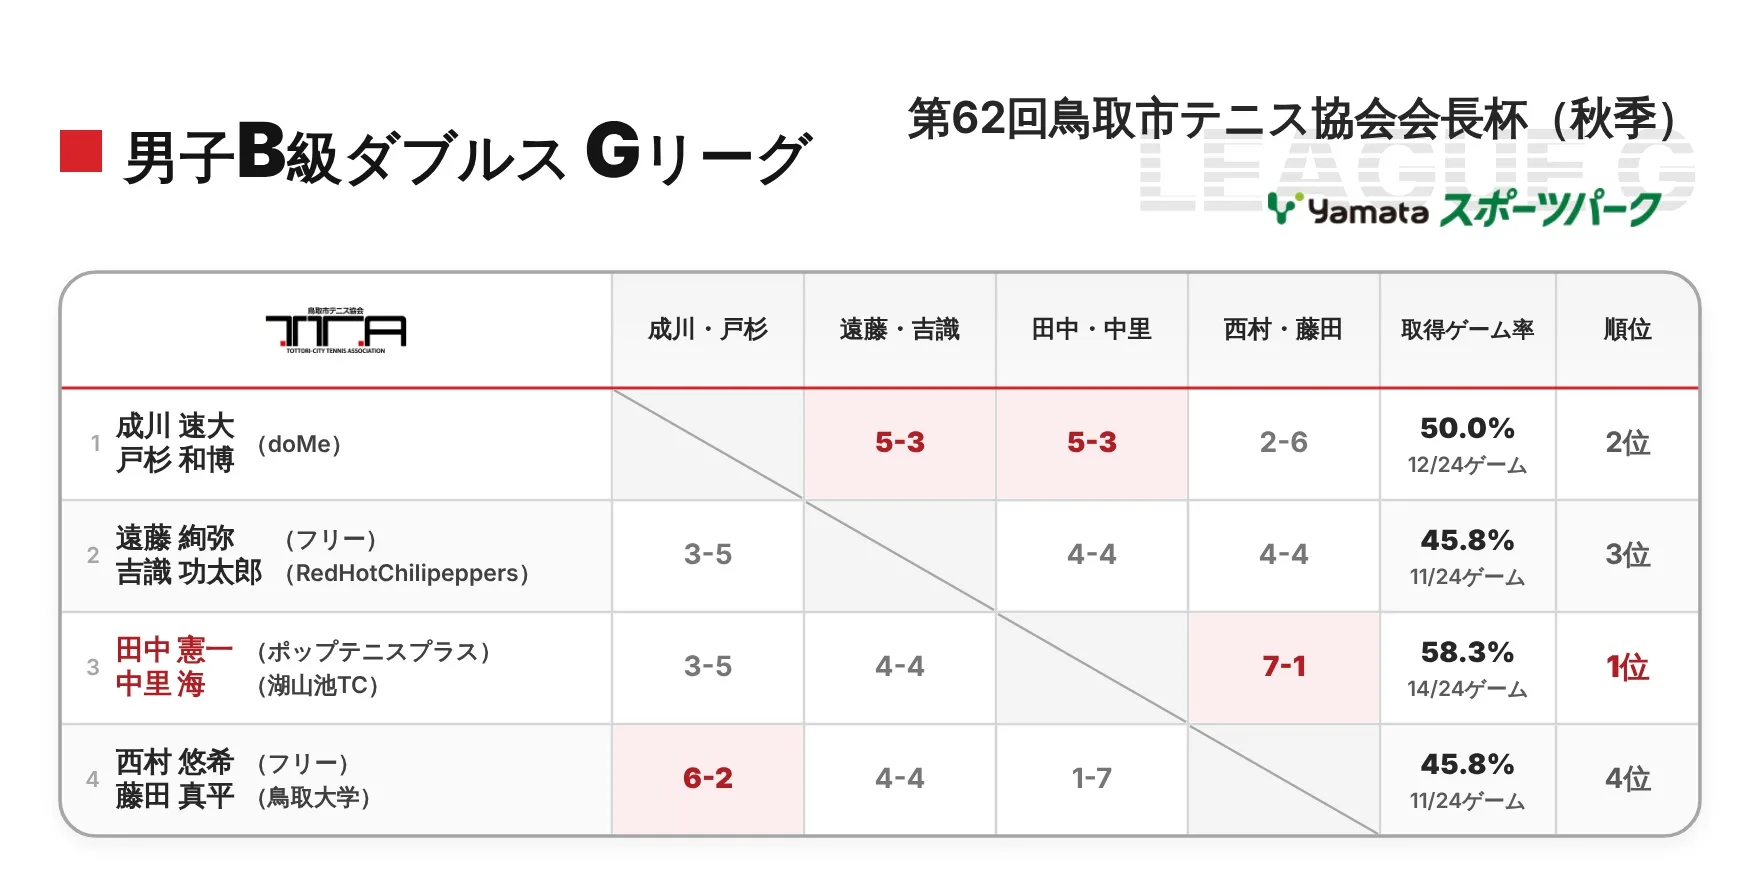 第62回鳥取市テニス協会会長杯（秋季）
男子B級ダブルス Gリーグ
LEAGUE G
Yamata スポーツパーク
鳥取市テニス協会
TTA
TOTTORI-CITY TENNIS ASSOCIATION
成川・戸杉 遠藤・吉識 田中・中里 西村・藤田 取得ゲーム率 順位
1 成川 速大 戸杉 和博 （doMe） 5-3 5-3 2-6 50.0% 12/24ゲーム 2位
2 遠藤 絢弥 （フリー） 吉識 功太郎 （RedHotChilipeppers） 3-5 4-4 4-4 45.8% 11/24ゲーム 3位
3 田中 憲一 （ポップテニスプラス） 中里 海 （湖山池TC） 3-5 4-4 7-1 58.3% 14/24ゲーム 1位
4 西村 悠希 （フリー） 藤田 真平 （鳥取大学） 6-2 4-4 1-7 45.8% 11/24ゲーム 4位